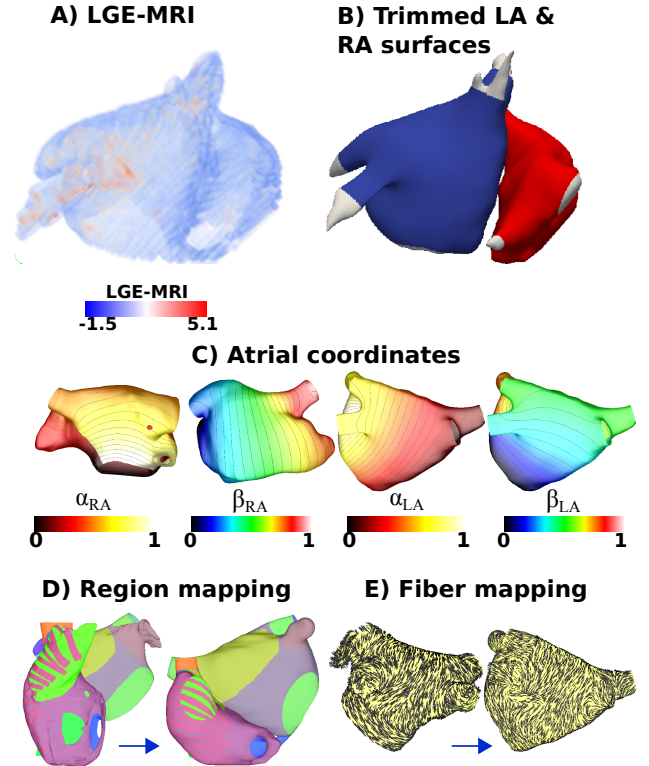 A) LGE-MRI
B) Trimmed LA &
RA surfaces
LGE-MRI
-1.5 5.1
C) Atrial coordinates
αRA βRA αLA βLA
0 1 0 1 0 1 0 1
D) Region mapping
E) Fiber mapping